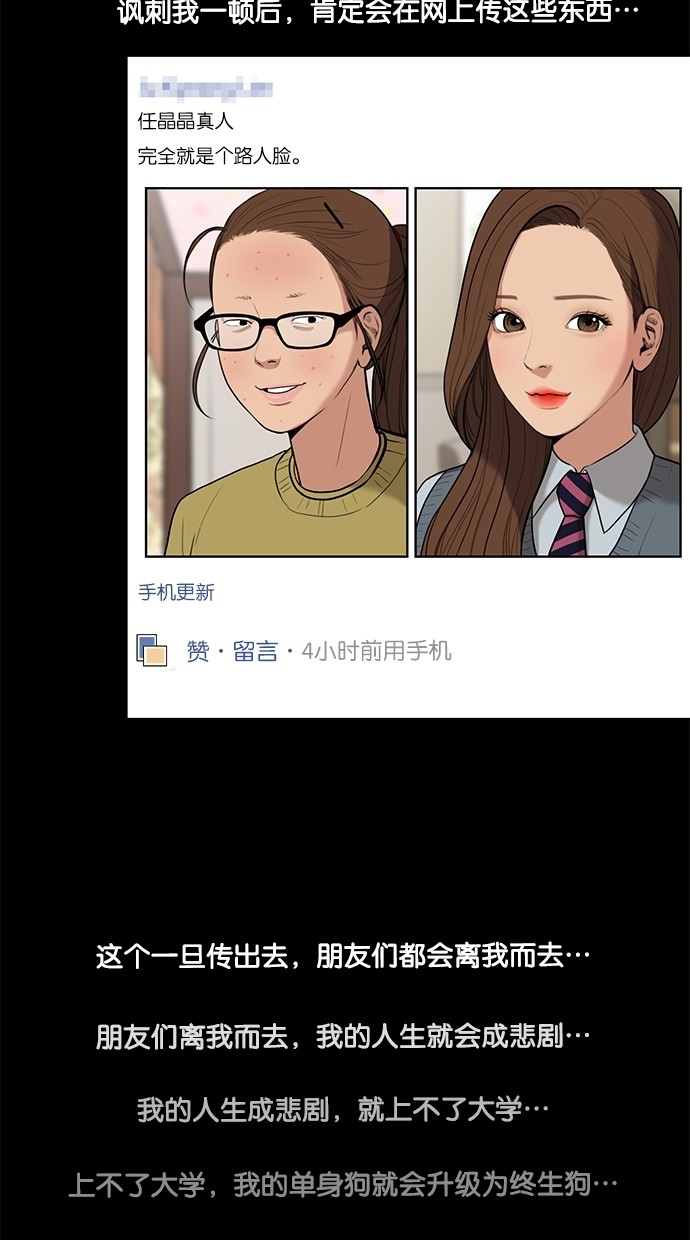 讽刺我一顿后，肯定会在网上传这些东西…
任晶晶真人
完全就是个路人脸。
手机更新
赞·留言·4小时前用手机
这个一旦传出去，朋友们都会离我而去…
朋友们离我而去，我的人生就会成悲剧…
我的人生成悲剧，就上不了大学…
上不了大学，我的单身狗就会升级为终生狗…